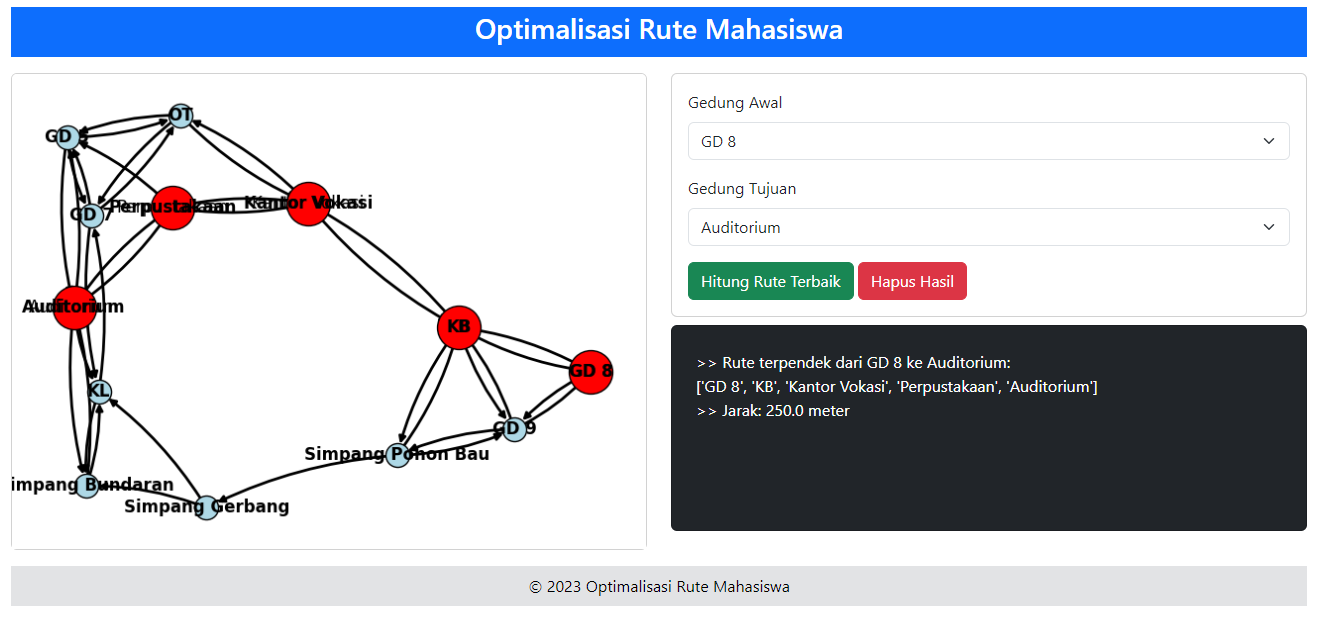 Optimalisasi Rute Mahasiswa
OT
GD
GD 7
Perpustakaan
Kantor Vokasi
Auditorium
KB
GD 8
KL
GD 9
Simpang Pohon Bau
impang Bundaran
Simpang Gerbang
Gedung Awal
GD 8
Gedung Tujuan
Auditorium
Hitung Rute Terbaik
Hapus Hasil
>> Rute terpendek dari GD 8 ke Auditorium:
['GD 8', 'KB', 'Kantor Vokasi', 'Perpustakaan', 'Auditorium']
>> Jarak: 250.0 meter
© 2023 Optimalisasi Rute Mahasiswa